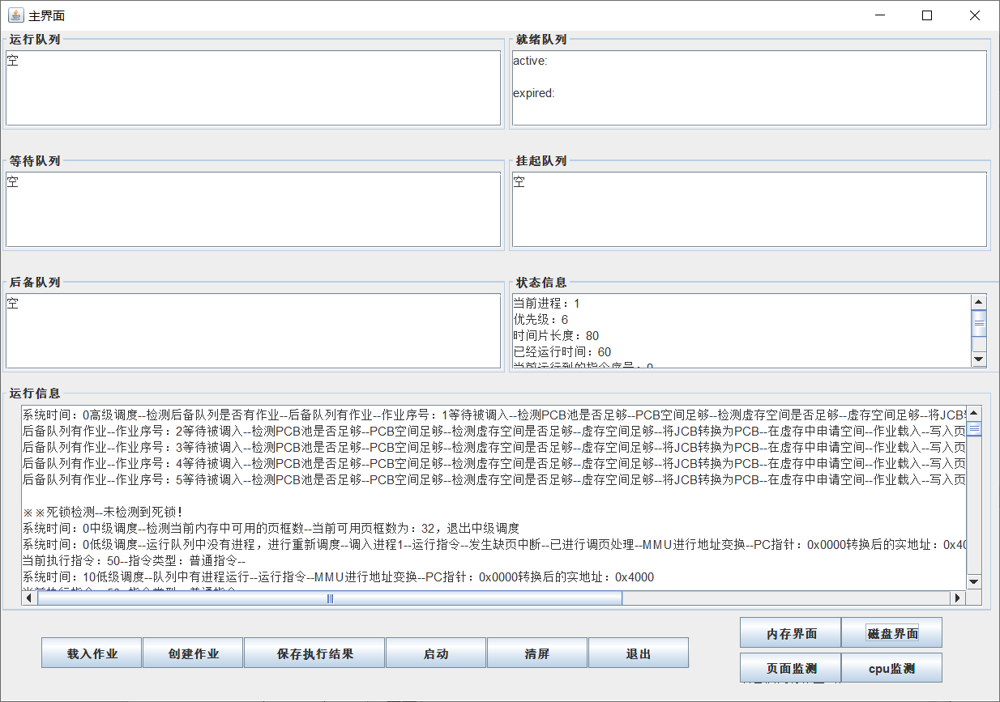 主界面
运行队列
空
就绪队列
active:
expired:
等待队列
空
挂起队列
空
后备队列
空
状态信息
当前进程：1
优先级：6
时间片长度：80
已经运行时间：60
当前运行到的指令序号：0
运行信息
系统时间：0高级调度--检测后备队列是否有作业--后备队列有作业--作业序号：1等待被调入--检测PCB池是否足够--PCB空间足够--检测虚存空间是否足够--虚存空间足够--将JCB
后备队列有作业--作业序号：2等待被调入--检测PCB池是否足够--PCB空间足够--检测虚存空间是否足够--虚存空间足够--将JCB转换为PCB--在虚存中申请空间--作业载入--写入页
后备队列有作业--作业序号：3等待被调入--检测PCB池是否足够--PCB空间足够--检测虚存空间是否足够--虚存空间足够--将JCB转换为PCB--在虚存中申请空间--作业载入--写入页
后备队列有作业--作业序号：4等待被调入--检测PCB池是否足够--PCB空间足够--检测虚存空间是否足够--虚存空间足够--将JCB转换为PCB--在虚存中申请空间--作业载入--写入页
后备队列有作业--作业序号：5等待被调入--检测PCB池是否足够--PCB空间足够--检测虚存空间是否足够--虚存空间足够--将JCB转换为PCB--在虚存中申请空间--作业载入--写入页
※※死锁检测--未检测到死锁！
系统时间：0中级调度--检测当前内存中可用的页框数--当前可用页框数为：32，退出中级调度
系统时间：0低级调度--运行队列中没有进程，进行重新调度--调入进程1--运行指令--发生缺页中断--已进行调页处理--MMU进行地址变换--PC指针：0x0000转换后的实地址：0x40
当前执行指令：50--指令类型：普通指令--
系统时间：10低级调度--队列中有进程运行--运行指令--MMU进行地址变换--PC指针：0x0000转换后的实地址：0x4000
当前执行指令：50--指令类型：普通指令--
载入作业
创建作业
保存执行结果
启动
清屏
退出
内存界面
磁盘界面
页面监测
cpu监测